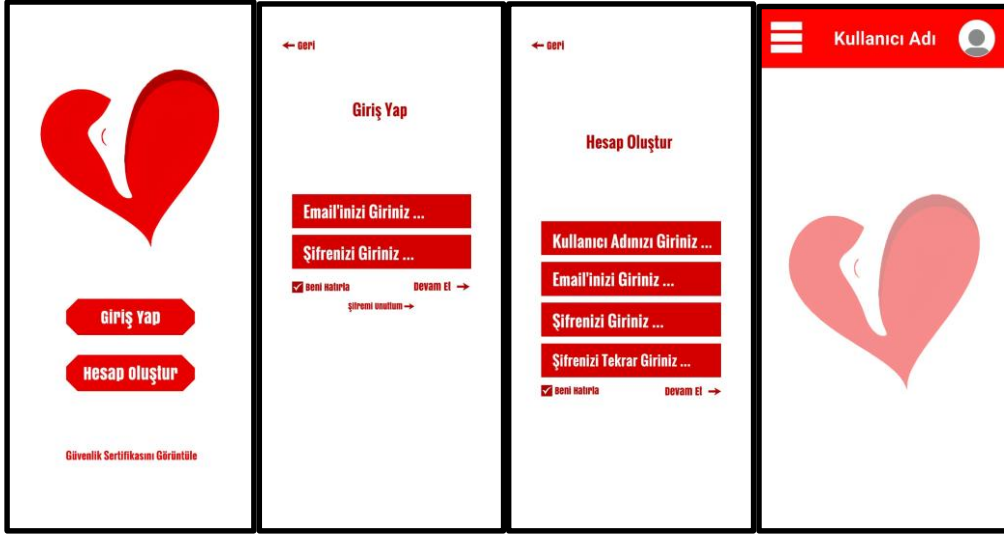 Giriş Yap
Hesap Oluştur
Güvenlik Sertifikasını Görüntüle
← Geri
Giriş Yap
Email'inizi Giriniz ...
Şifrenizi Giriniz ...
Beni Hatırla Devam Et →
Şifremi Unuttum →
← Geri
Hesap Oluştur
Kullanıcı Adınızı Giriniz ...
Email'inizi Giriniz ...
Şifrenizi Giriniz ...
Şifrenizi Tekrar Giriniz ...
Beni Hatırla Devam Et →
Kullanıcı Adı